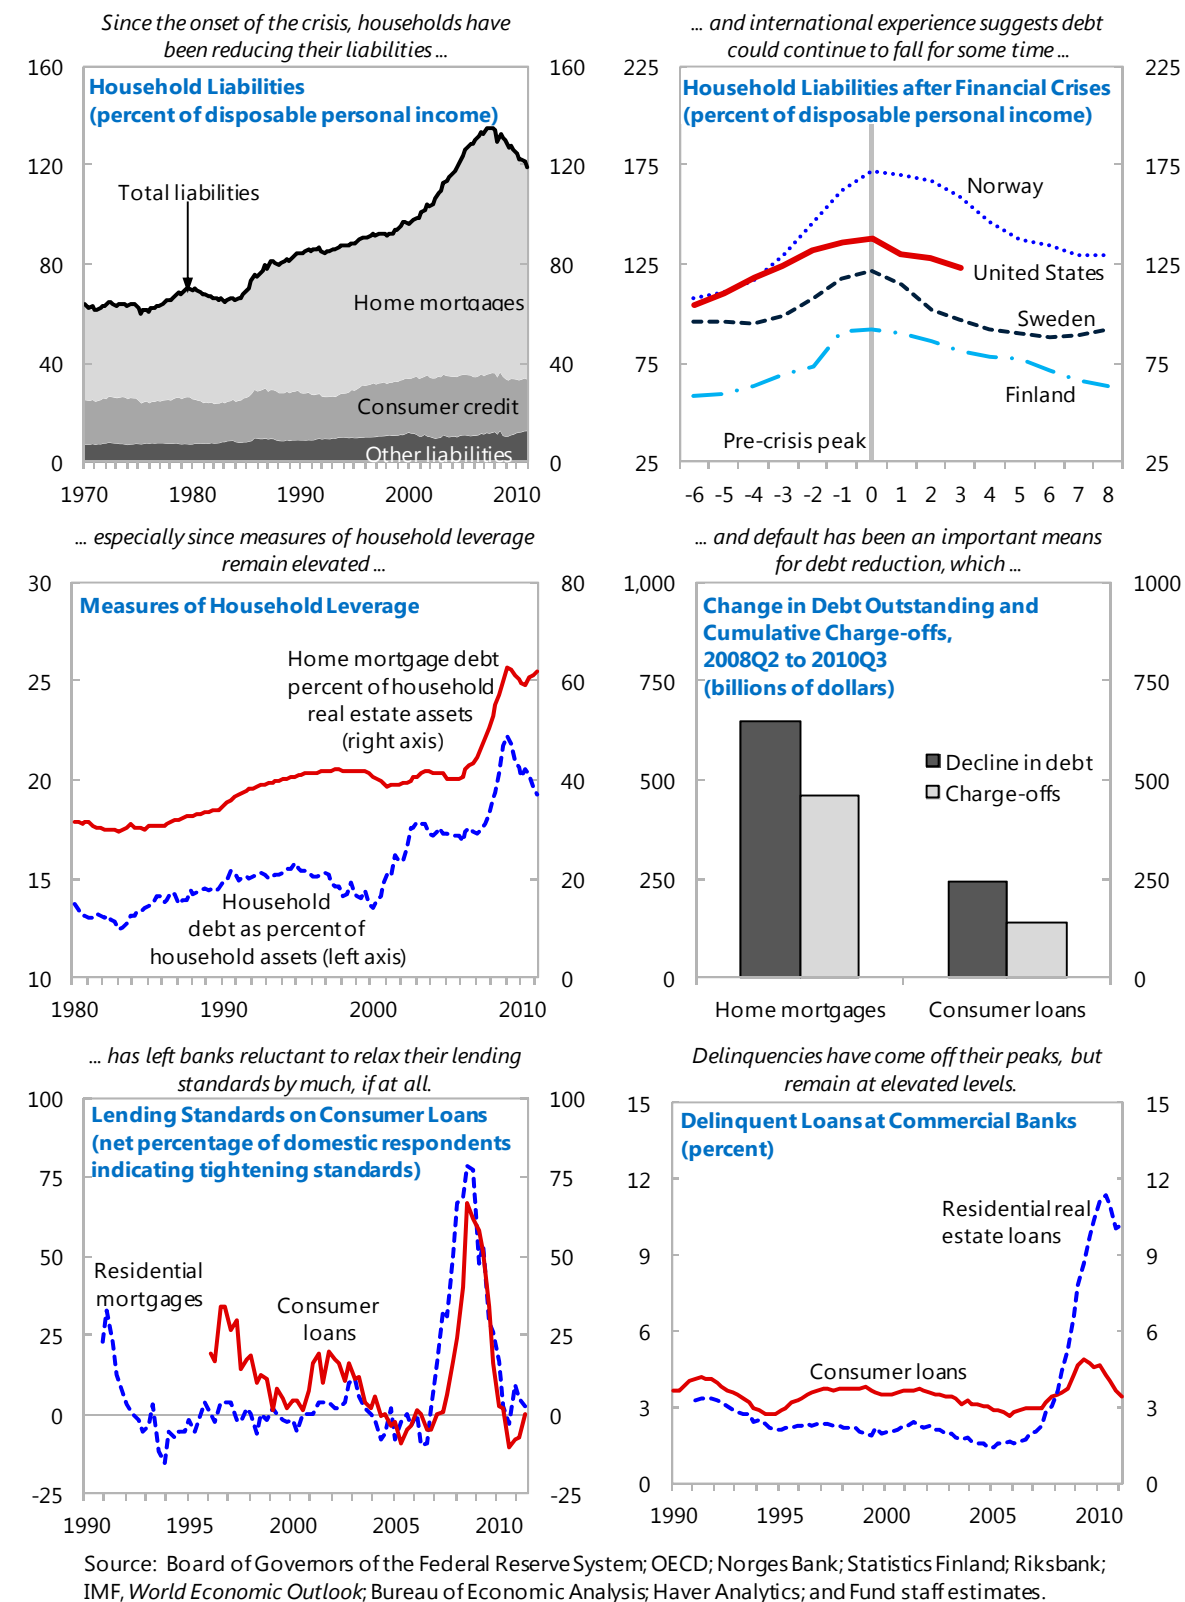 Since the onset of the crisis, households have
been reducing their liabilities ...
160
160
Household Liabilities
(percent of disposable personal income)
120
120
Total liabilities
80
80
Home mortgages
40
40
Consumer credit
Other liabilities
0
0
1970
1980
1990
2000
2010
... and international experience suggests debt
could continue to fall for some time ...
225
225
Household Liabilities after Financial Crises
(percent of disposable personal income)
175
175
Norway
125
125
United States
Sweden
75
75
Finland
Pre-crisis peak
25
25
-6 -5 -4 -3 -2 -1 0 1 2 3 4 5 6 7 8
... especially since measures of household leverage
remain elevated ...
30
80
Measures of Household Leverage
Home mortgage debt
percent of household
real estate assets
(right axis)
25
60
20
40
15
20
Household
debt as percent of
household assets (left axis)
10
0
1980
1990
2000
2010
... and default has been an important means
for debt reduction, which ...
1,000
1000
Change in Debt Outstanding and
Cumulative Charge-offs,
2008Q2 to 2010Q3
(billions of dollars)
750
750
Decline in debt
Charge-offs
500
500
250
250
0
0
Home mortgages
Consumer loans
... has left banks reluctant to relax their lending
standards by much, if at all.
100
100
Lending Standards on Consumer Loans
(net percentage of domestic respondents
indicating tightening standards)
75
75
50
50
Residential
mortgages
Consumer
loans
25
25
0
0
-25
-25
1990
1995
2000
2005
2010
Delinquencies have come off their peaks, but
remain at elevated levels.
15
15
Delinquent Loans at Commercial Banks
(percent)
12
12
Residential real
estate loans
9
9
6
6
Consumer loans
3
3
0
0
1990
1995
2000
2005
2010
Source: Board of Governors of the Federal Reserve System; OECD; Norges Bank; Statistics Finland; Riksbank;
IMF, World Economic Outlook; Bureau of Economic Analysis; Haver Analytics; and Fund staff estimates.